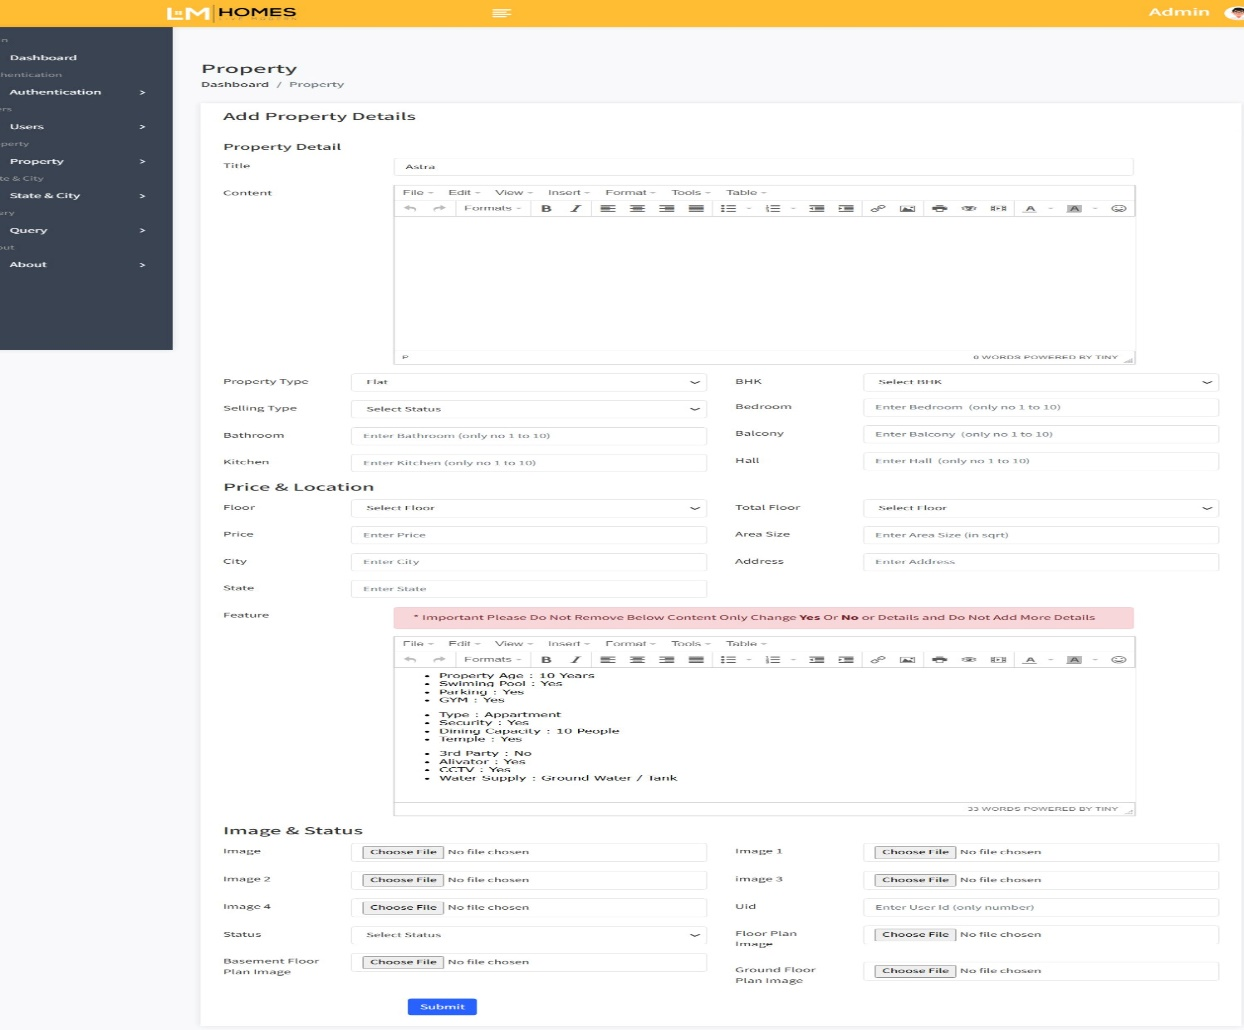 LM HOMES
Admin
Dashboard
hentication
Authentication >
ers
Users >
perty
Property >
te & City
State & City >
ery
Query >
out
About >
Property
Dashboard / Property
Add Property Details
Property Detail
Title Astra
Content
File Edit View Insert Format Tools Table
Formats B I A A
P 0 WORDS POWERED BY TINY
Property Type Flat BHK Select BHK
Selling Type Select Status Bedroom Enter Bedroom (only no 1 to 10)
Bathroom Enter Bathroom (only no 1 to 10) Balcony Enter Balcony (only no 1 to 10)
Kitchen Enter Kitchen (only no 1 to 10) Hall Enter Hall (only no 1 to 10)
Price & Location
Floor Select Floor Total Floor Select Floor
Price Enter Price Area Size Enter Area Size (in sqrt)
City Enter City Address Enter Address
State Enter State
Feature * Important Please Do Not Remove Below Content Only Change Yes Or No or Details and Do Not Add More Details
File Edit View Insert Format Tools Table
Formats B I A A
• Property Age : 10 Years
• Swiming Pool : Yes
• Parking : Yes
• GYM : Yes
• Type : Appartment
• Security : Yes
• Dining Capacity : 10 People
• Temple : Yes
• 3rd Party : No
• Alivator : Yes
• CCTV : Yes
• Water Supply : Ground Water / Tank
33 WORDS POWERED BY TINY
Image & Status
Image Choose File No file chosen Image 1 Choose File No file chosen
Image 2 Choose File No file chosen image 3 Choose File No file chosen
Image 4 Choose File No file chosen Uid Enter User Id (only number)
Status Select Status Floor Plan Image Choose File No file chosen
Basement Floor Plan Image Choose File No file chosen Ground Floor Plan Image Choose File No file chosen
Submit